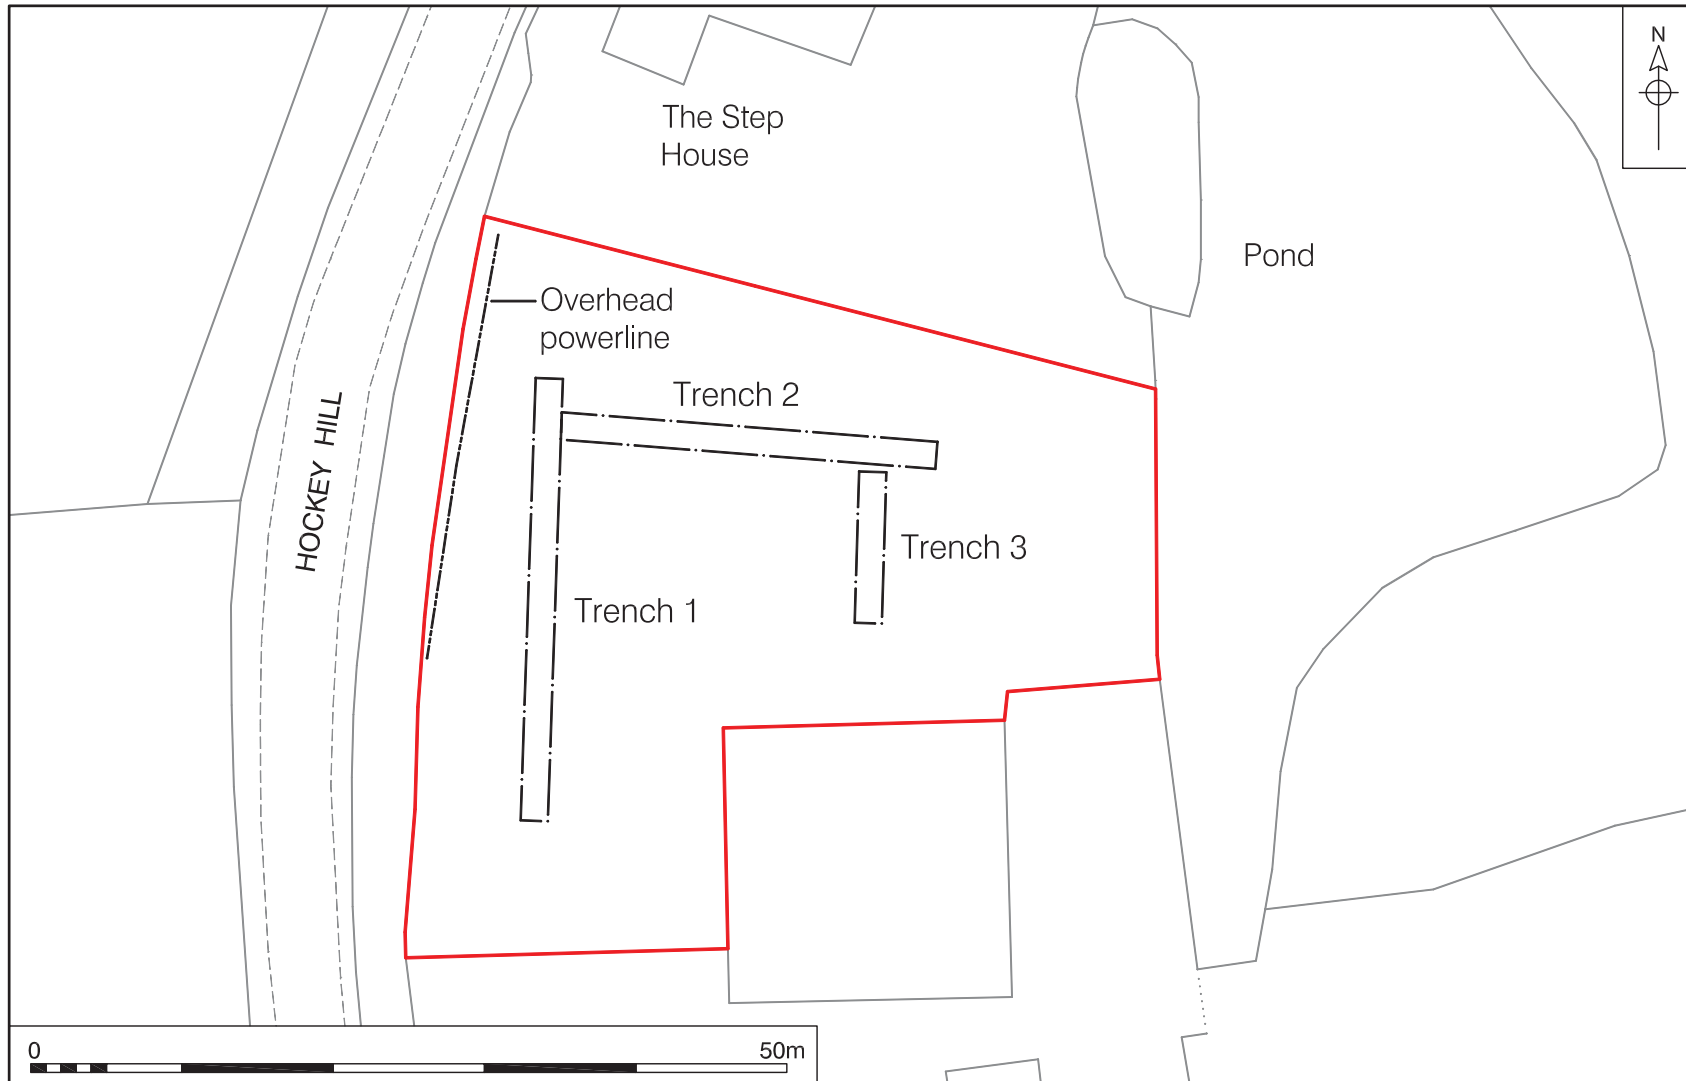 N
The Step
House
Pond
Overhead
powerline
Trench 2
HOCKEY HILL
Trench 3
Trench 1
0 50m